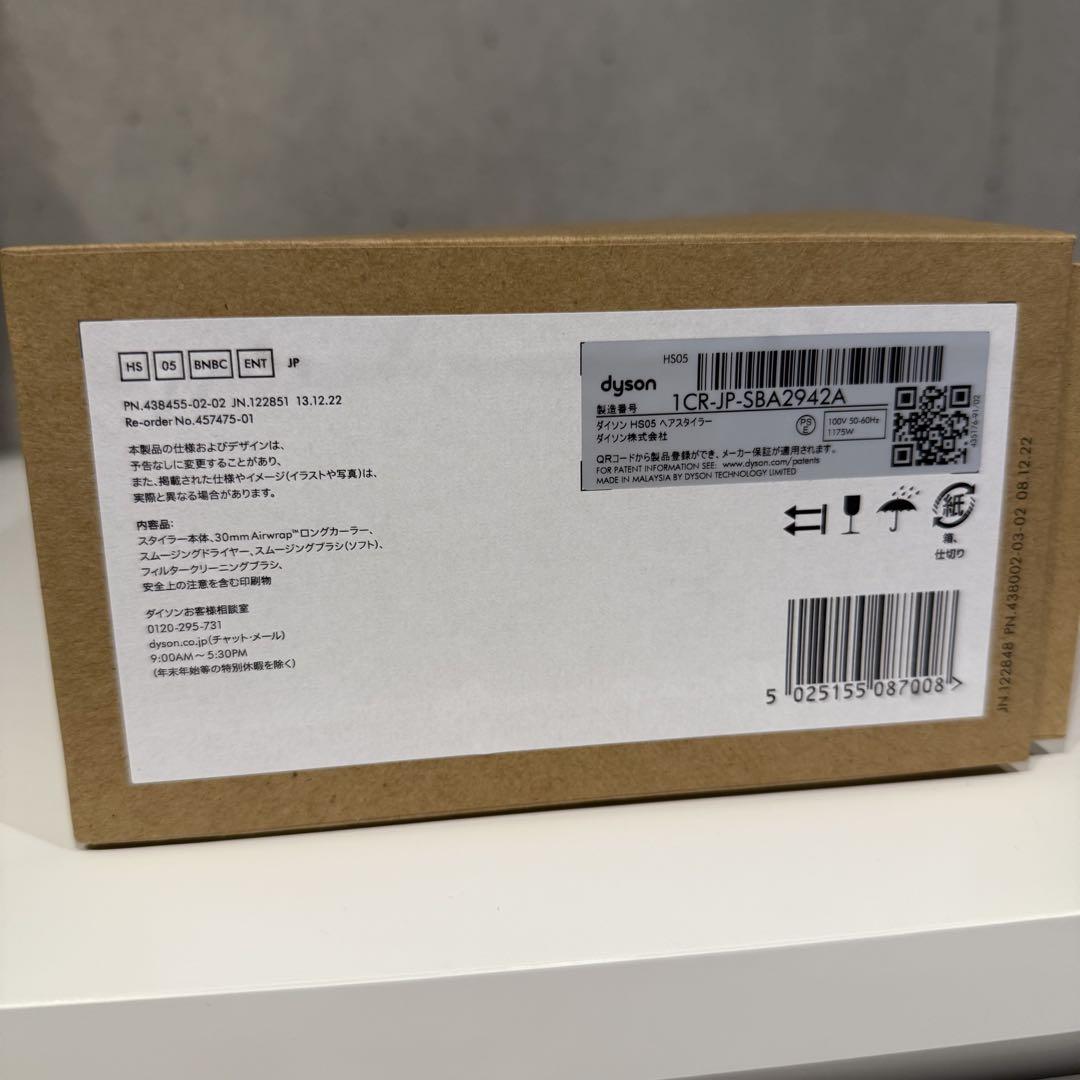 HS 05 BNBC ENT JP
PN.438455-02-02 JN.122851 13.12.22
Re-order No.457475-01
本製品の仕様およびデザインは、
予告なしに変更することがあり、
また、掲載された仕様やイメージ(イラストや写真)は、
実際と異なる場合があります。
内容品:
スタイラー本体、30mm Airwrap™ロングカーラー、
スムージングドライヤー、スムージングブラシ(ソフト)、
フィルタークリーニングブラシ、
安全上の注意を含む印刷物
ダイソンお客様相談室
0120-295-731
dyson.co.jp(チャット・メール)
9:00AM～5:30PM
(年末年始等の特別休暇を除く)
HS05
dyson
製造番号 1CR-JP-SBA2942A
ダイソン HS05 ヘアスタイラー
ダイソン株式会社
PS
E
100V 50-60Hz
1175W
435176-91/02
QRコードから製品登録ができ、メーカー保証が適用されます。
FOR PATENT INFORMATION SEE: www.dyson.com/patents
MADE IN MALAYSIA BY DYSON TECHNOLOGY LIMITED
紙
箱、
仕切り
5 025155 087008 >
JN.122848 PN.438002-03-02 08.12.22